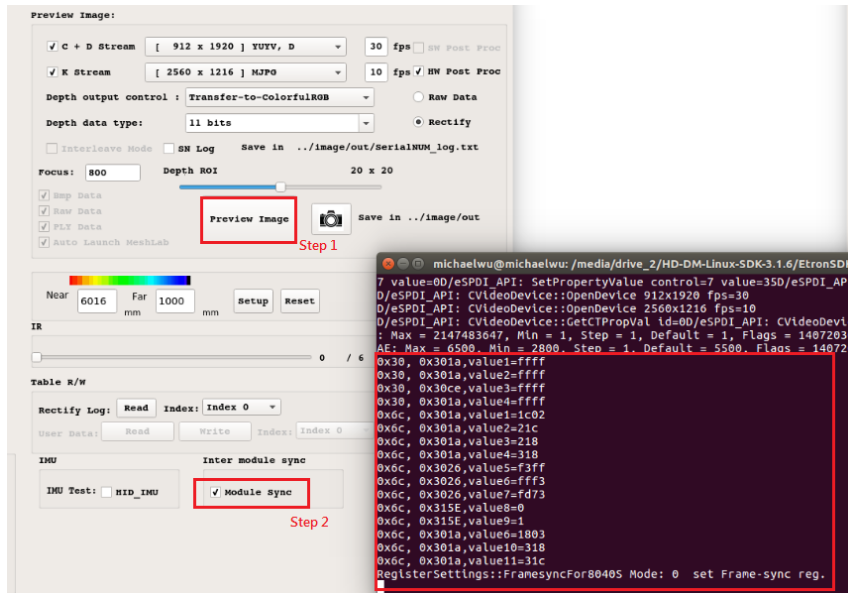 Preview Image:
C + D Stream [ 912 x 1920 ] YUYV, D 30 fps SW Post Proc
K Stream [ 2560 x 1216 ] MJPG 10 fps HW Post Proc
Depth output control : Transfer-to-ColorfulRGB Raw Data
Depth data type: 11 bits Rectify
Interleave Mode SN Log Save in ../image/out/SerialNUM_log.txt
Focus: 800 Depth ROI 20 x 20
Bmp Data
Raw Data
PLY Data
Auto Launch MeshLab
Preview Image
Save in ../image/out
Step 1
Near 6016 mm Far 1000 mm Setup Reset
IR
0 / 6
Table R/W
Rectify Log: Read Index: Index 0
User Data: Read Write Index: Index 0
IMU
IMU Test: HID_IMU
Inter module sync
Module Sync
Step 2
michaelwu@michaelwu: /media/drive_2/HD-DM-Linux-SDK-3.1.6/EtronSDK
7 value=0D/eSPDI_API: SetPropertyValue control=7 value=35D/eSPDI_AP
D/eSPDI_API: CVideoDevice::OpenDevice 912x1920 fps=30
D/eSPDI_API: CVideoDevice::OpenDevice 2560x1216 fps=10
D/eSPDI_API: CVideoDevice::GetCTPropVal id=0D/eSPDI_API: CVideoDevi
: Max = 2147483647, Min = 1, Step = 1, Default = 1, Flags = 1407203
AE: Max = 6500, Min = 2800, Step = 1, Default = 5500, Flags = 14072
0x30, 0x301a,value1=ffff
0x30, 0x301a,value2=ffff
0x30, 0x30ce,value3=ffff
0x30, 0x301a,value4=ffff
0x6c, 0x301a,value1=1c02
0x6c, 0x301a,value2=21c
0x6c, 0x301a,value3=218
0x6c, 0x301a,value4=318
0x6c, 0x3026,value5=f3ff
0x6c, 0x3026,value6=fff3
0x6c, 0x3026,value7=fd73
0x6c, 0x315E,value8=0
0x6c, 0x315E,value9=1
0x6c, 0x301a,value6=1803
0x6c, 0x301a,value10=318
0x6c, 0x301a,value11=31c
RegisterSettings::FramesyncFor8040S Mode: 0 set Frame-sync reg.